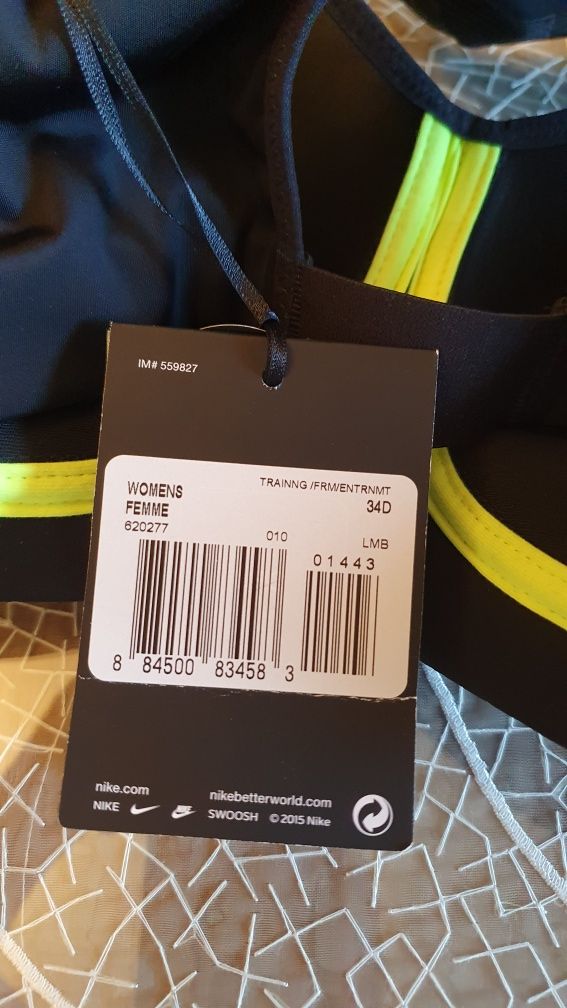 IM# 559827
WOMENS
FEMME
620277
TRAINNG /FRM/ENTRNMT
34D
010
LMB
01443
8 84500 83458 3
nike.com
nikebetterworld.com
NIKE
SWOOSH © 2015 Nike